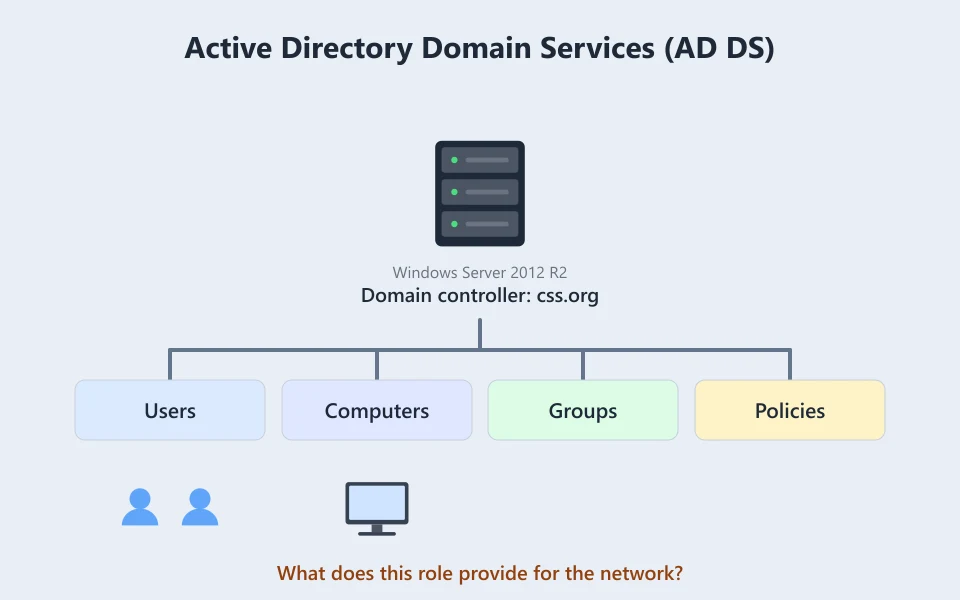 Active Directory Domain Services (AD DS)
Windows Server 2012 R2
Domain controller: css.org
Users
Computers
Groups
Policies
What does this role provide for the network?